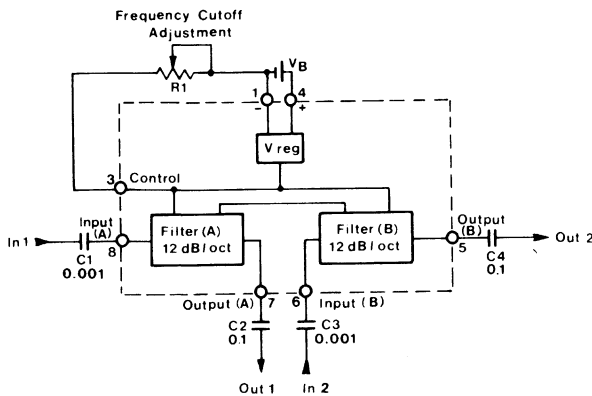 Frequency Cutoff
Adjustment
R1
VB
1
4
-
+
V reg
3
Control
Input
(A)
Filter (A)
12 dB / oct
Filter (B)
12 dB / oct
Output
(B)
In 1
C1
0.001
8
5
C4
0.1
Out 2
Output (A)
7
6
Input (B)
C2
0.1
C3
0.001
Out 1
In 2